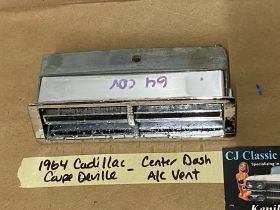 64 CDV
1964 Cadillac - Center Dash
Coupe Deville A/C Vent
CJ Classic
Specializing in